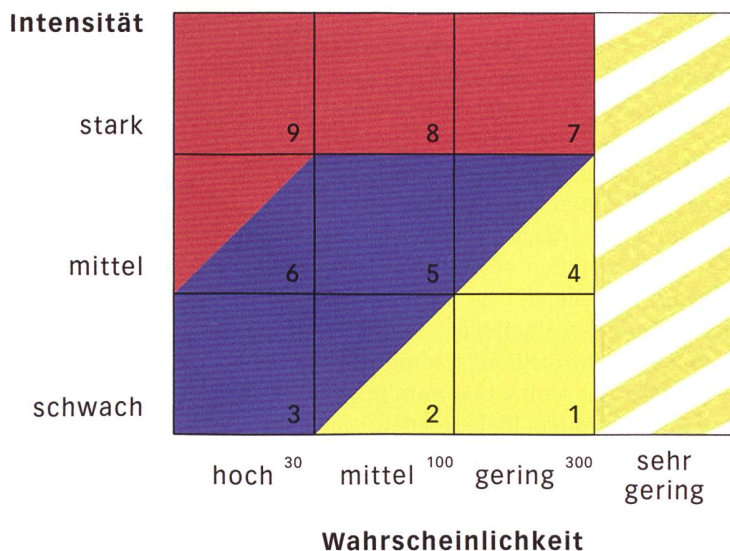 Intensität
stark
9 8 7
mittel
6 5 4
schwach
3 2 1
hoch 30 mittel 100 gering 300 sehr
gering
Wahrscheinlichkeit